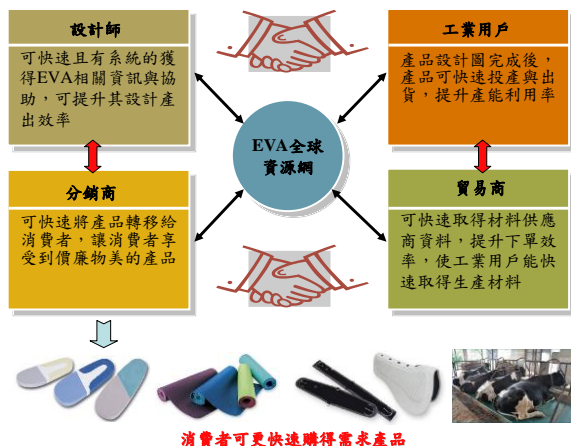 設計師
可快速且有系統的獲
得EVA相關資訊與協
助，可提升其設計產
出效率
工業用戶
產品設計圖完成後，
產品可快速投產與出
貨，提升產能利用率
EVA全球
資源網
分銷商
可快速將產品轉移給
消費者，讓消費者享
受到價廉物美的產品
貿易商
可快速取得材料供應
商資料，提升下單效
率，使工業用戶能快
速取得生產材料
消費者可更快速購得需求產品